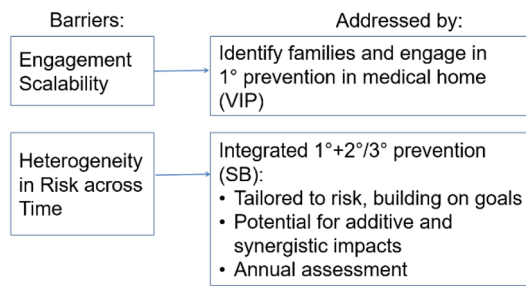 Barriers:
Addressed by:
Engagement
Scalability
Identify families and engage in
1° prevention in medical home
(VIP)
Heterogeneity
in Risk across
Time
Integrated 1°+2°/3° prevention
(SB):
• Tailored to risk, building on goals
• Potential for additive and
synergistic impacts
• Annual assessment